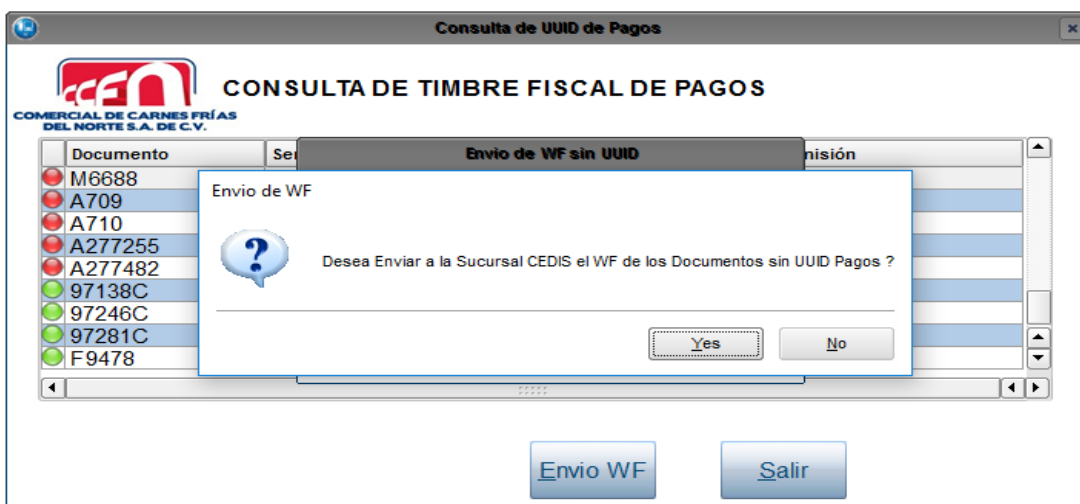 Consulta de UUID de Pagos
CCFN
COMERCIAL DE CARNES FRÍAS
DEL NORTE S.A. DE C.V.
CONSULTA DE TIMBRE FISCAL DE PAGOS
Documento
Envio de WF sin UUID
Envio de WF
Desea Enviar a la Sucursal CEDIS el WF de los Documentos sin UUID Pagos ?
Yes No
M6688
A709
A710
A277255
A277482
97138C
97246C
97281C
F9478
Envio WF Salir